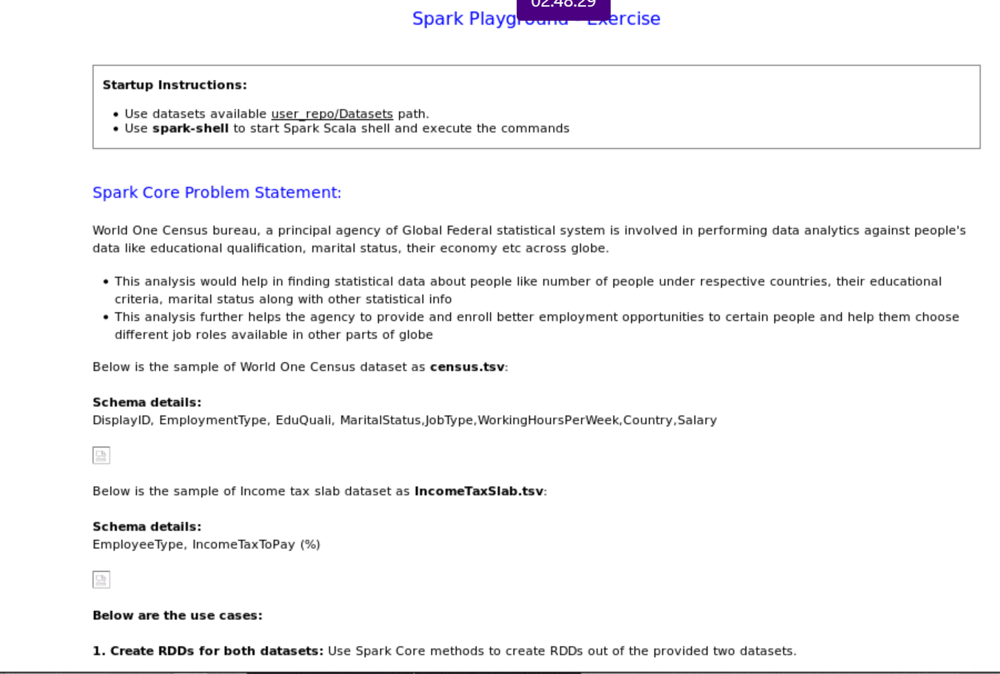 02:48:29
Spark Playground - Exercise
Startup Instructions:
• Use datasets available user_repo/Datasets path.
• Use spark-shell to start Spark Scala shell and execute the commands
Spark Core Problem Statement:
World One Census bureau, a principal agency of Global Federal statistical system is involved in performing data analytics against people's
data like educational qualification, marital status, their economy etc across globe.
• This analysis would help in finding statistical data about people like number of people under respective countries, their educational
criteria, marital status along with other statistical info
• This analysis further helps the agency to provide and enroll better employment opportunities to certain people and help them choose
different job roles available in other parts of globe
Below is the sample of World One Census dataset as census.tsv:
Schema details:
DisplayID, EmploymentType, EduQuali, MaritalStatus,JobType,WorkingHoursPerWeek,Country,Salary
Below is the sample of Income tax slab dataset as IncomeTaxSlab.tsv:
Schema details:
EmployeeType, IncomeTaxToPay (%)
Below are the use cases:
1. Create RDDs for both datasets: Use Spark Core methods to create RDDs out of the provided two datasets.